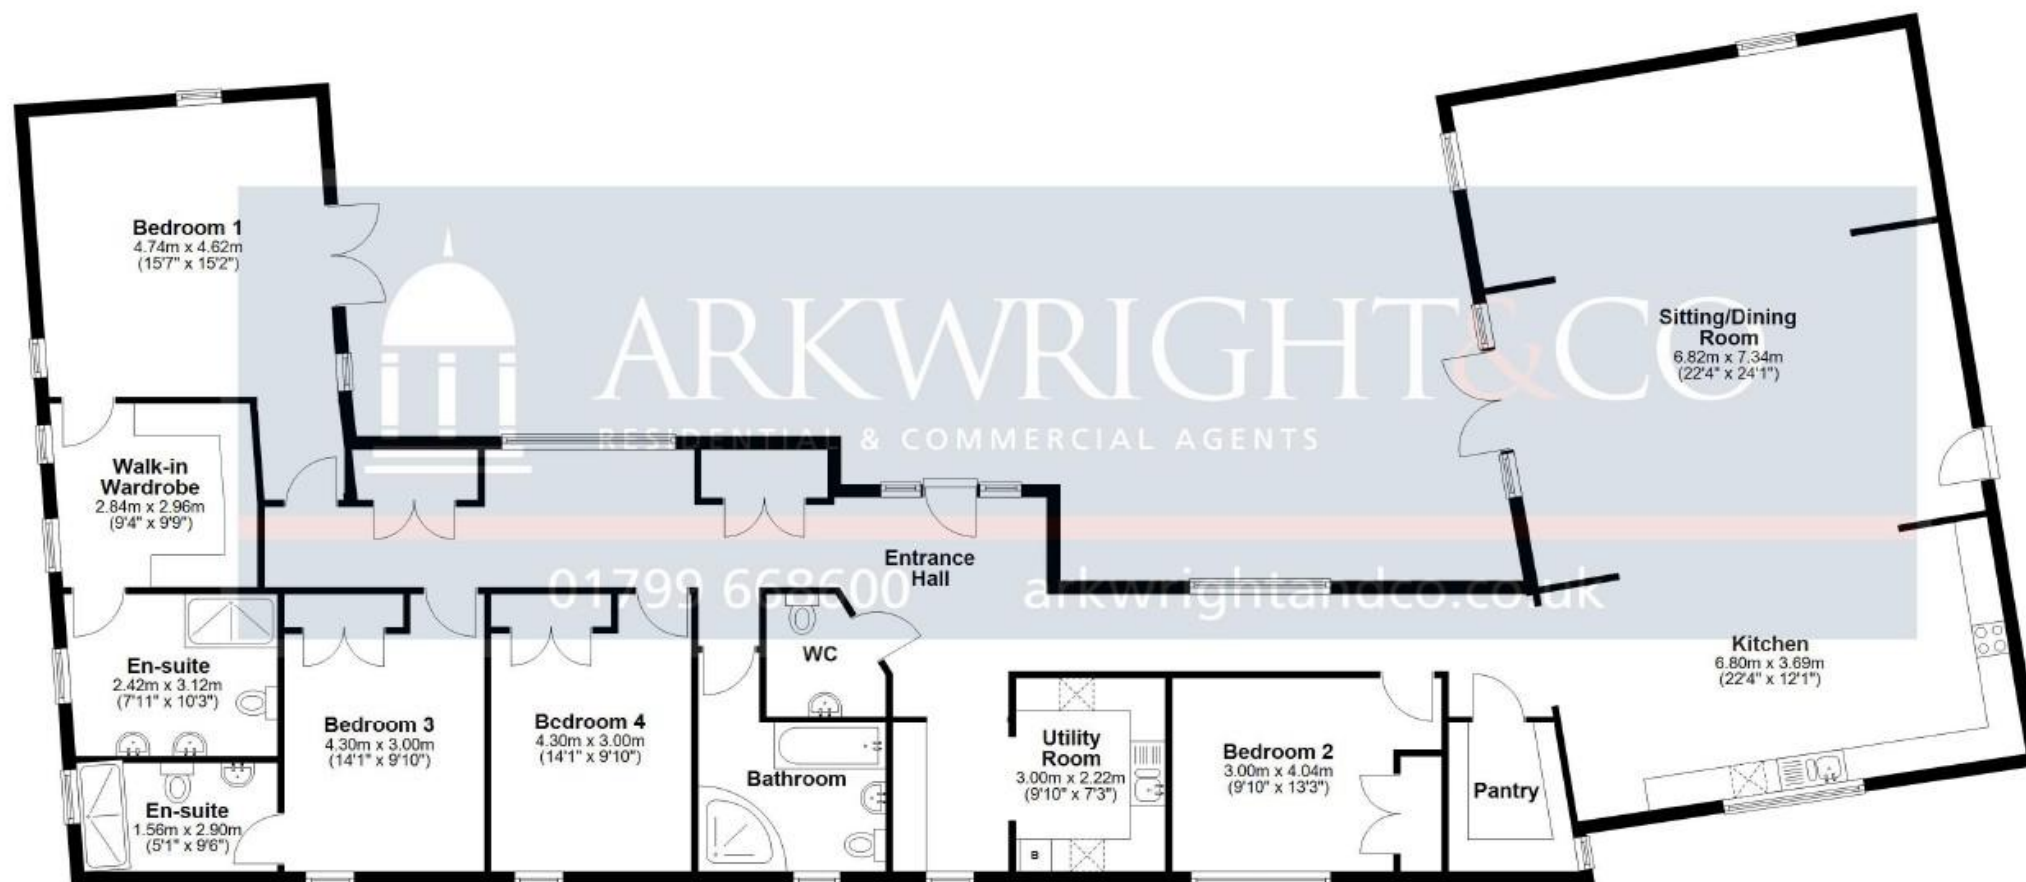 Bedroom 1
4.74m x 4.62m
(15'7" x 15'2")
ARKWRIGHT&CO
RESIDENTIAL & COMMERCIAL AGENTS
Sitting/Dining
Room
6.82m x 7.34m
(22'4" x 24'1")
Walk-in
Wardrobe
2.84m x 2.96m
(9'4" x 9'9")
Entrance
Hall
01799 668600
arkwrightandco.co.uk
En-suite
2.42m x 3.12m
(7'11" x 10'3")
WC
Kitchen
6.80m x 3.69m
(22'4" x 12'1")
Bedroom 3
4.30m x 3.00m
(14'1" x 9'10")
Bedroom 4
4.30m x 3.00m
(14'1" x 9'10")
Bathroom
Utility
Room
3.00m x 2.22m
(9'10" x 7'3")
Bedroom 2
3.00m x 4.04m
(9'10" x 13'3")
Pantry
En-suite
1.56m x 2.90m
(5'1" x 9'6")
B